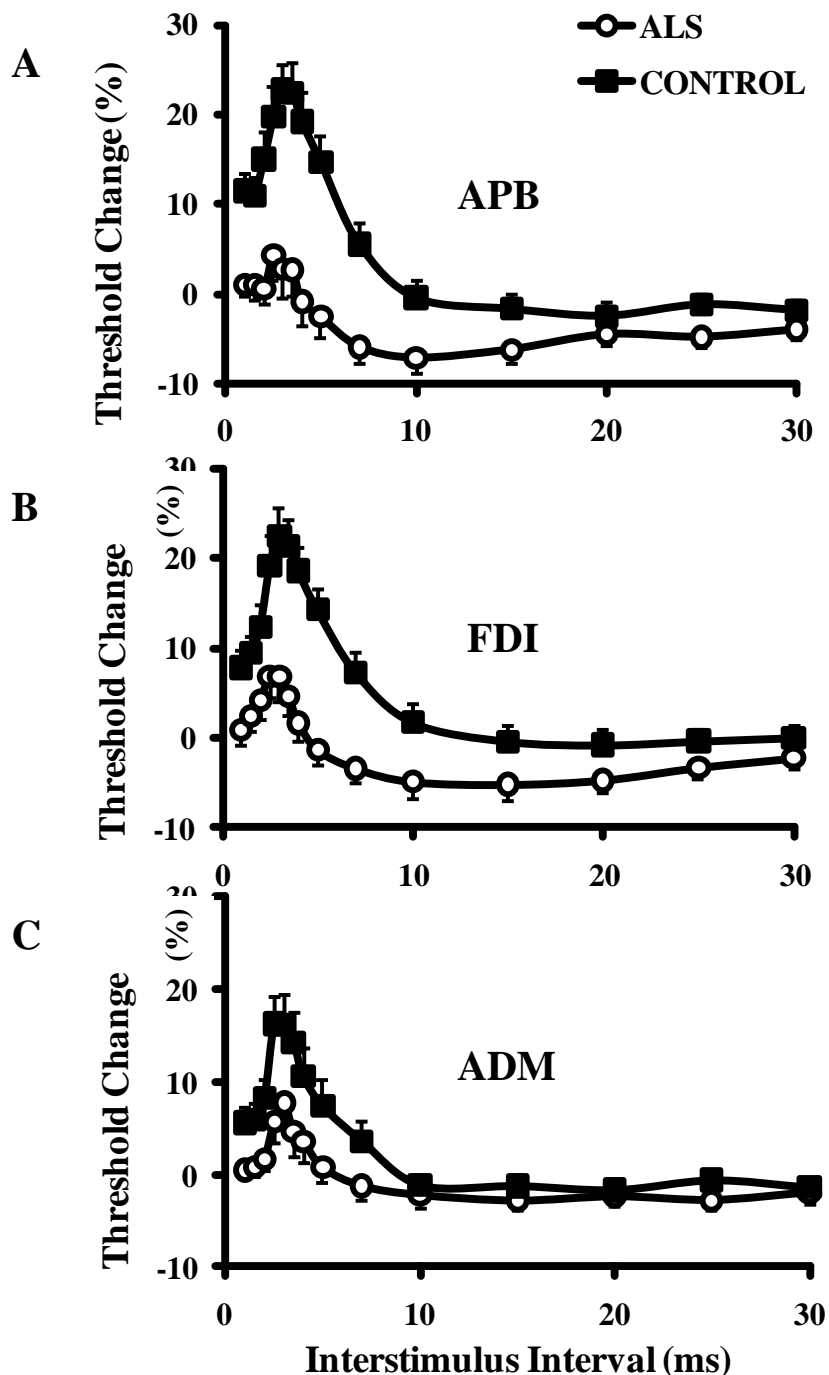 A
ALS
CONTROL
Threshold Change (%)
30
20
10
0
-10
APB
0 10 20 30
B
Threshold Change (%)
30
20
10
0
-10
FDI
0 10 20 30
C
Threshold Change (%)
30
20
10
0
-10
ADM
0 10 20 30
Interstimulus Interval (ms)